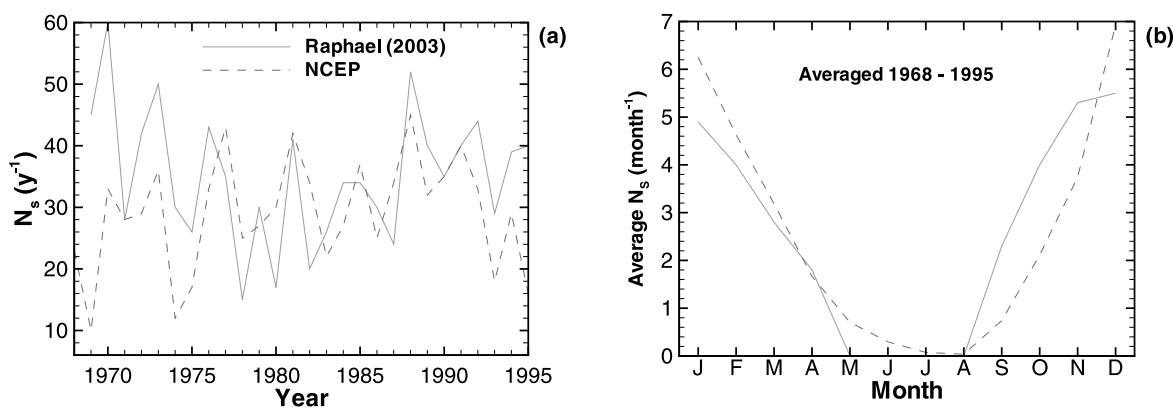 60
50
40
30
20
10
N_s (y^-1)
1970 1975 1980 1985 1990 1995
Year
Raphael (2003)
NCEP
(a)
7
6
5
4
3
2
1
0
Average N_s (month^-1)
J F M A M J J A S O N D
Month
Averaged 1968 - 1995
(b)